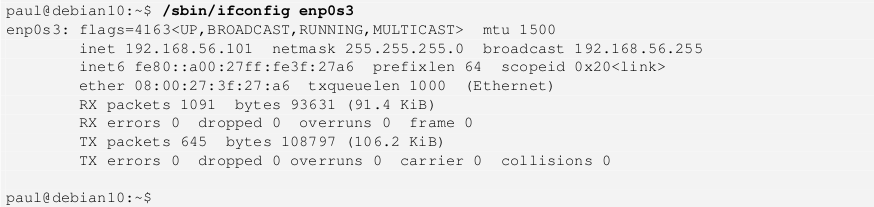 paul@debian10:~$ /sbin/ifconfig enp0s3
enp0s3: flags=4163<UP,BROADCAST,RUNNING,MULTICAST>  mtu 1500
        inet 192.168.56.101  netmask 255.255.255.0  broadcast 192.168.56.255
        inet6 fe80::a00:27ff:fe3f:27a6  prefixlen 64  scopeid 0x20<link>
        ether 08:00:27:3f:27:a6  txqueuelen 1000  (Ethernet)
        RX packets 1091  bytes 93631 (91.4 KiB)
        RX errors 0  dropped 0  overruns 0  frame 0
        TX packets 645  bytes 108797 (106.2 KiB)
        TX errors 0  dropped 0 overruns 0  carrier 0  collisions 0

paul@debian10:~$